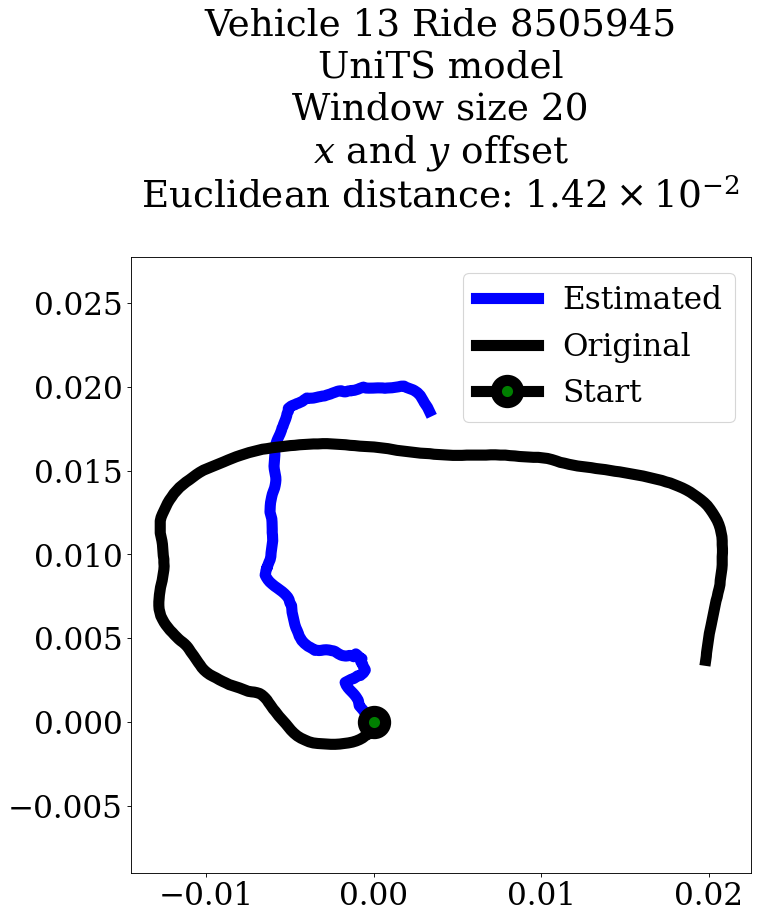 Vehicle 13 Ride 8505945
UniTS model
Window size 20
x and y offset
Euclidean distance: 1.42 × 10⁻²
Estimated
Original
Start
0.025
0.020
0.015
0.010
0.005
0.000
−0.005
−0.01 0.00 0.01 0.02